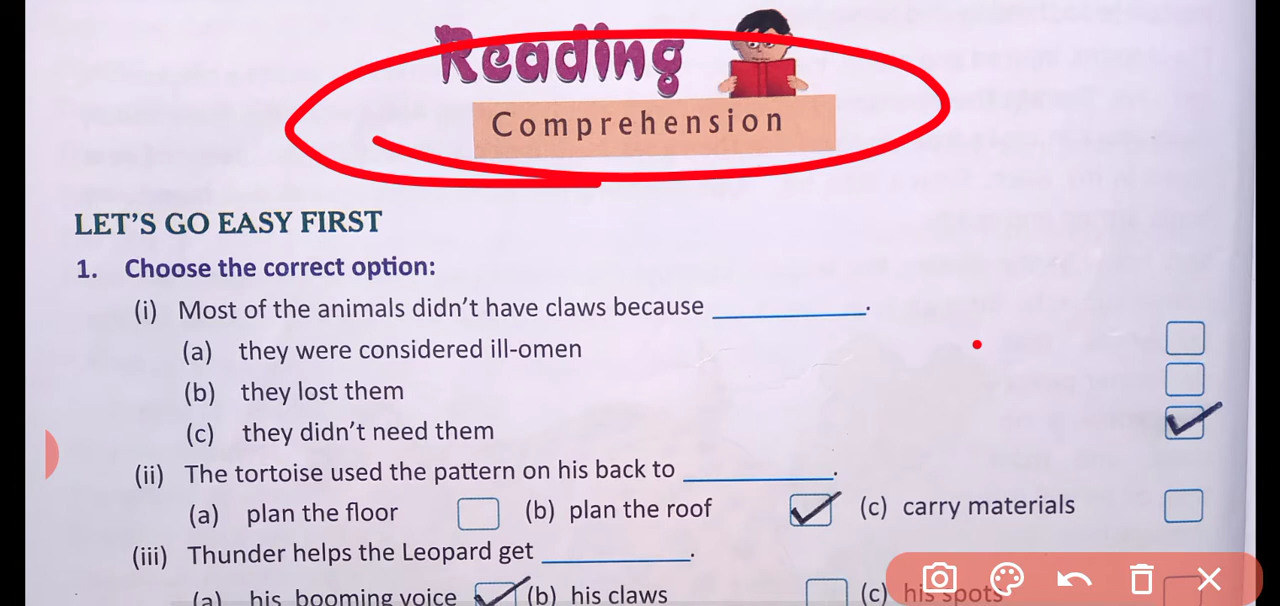 Reading
Comprehension
LET'S GO EASY FIRST
1. Choose the correct option:
(i) Most of the animals didn't have claws because ____________.
(a) they were considered ill-omen
(b) they lost them
(c) they didn't need them
(ii) The tortoise used the pattern on his back to ____________.
(a) plan the floor (b) plan the roof (c) carry materials
(iii) Thunder helps the Leopard get ____________.
(a) his booming voice (b) his claws (c) his spots